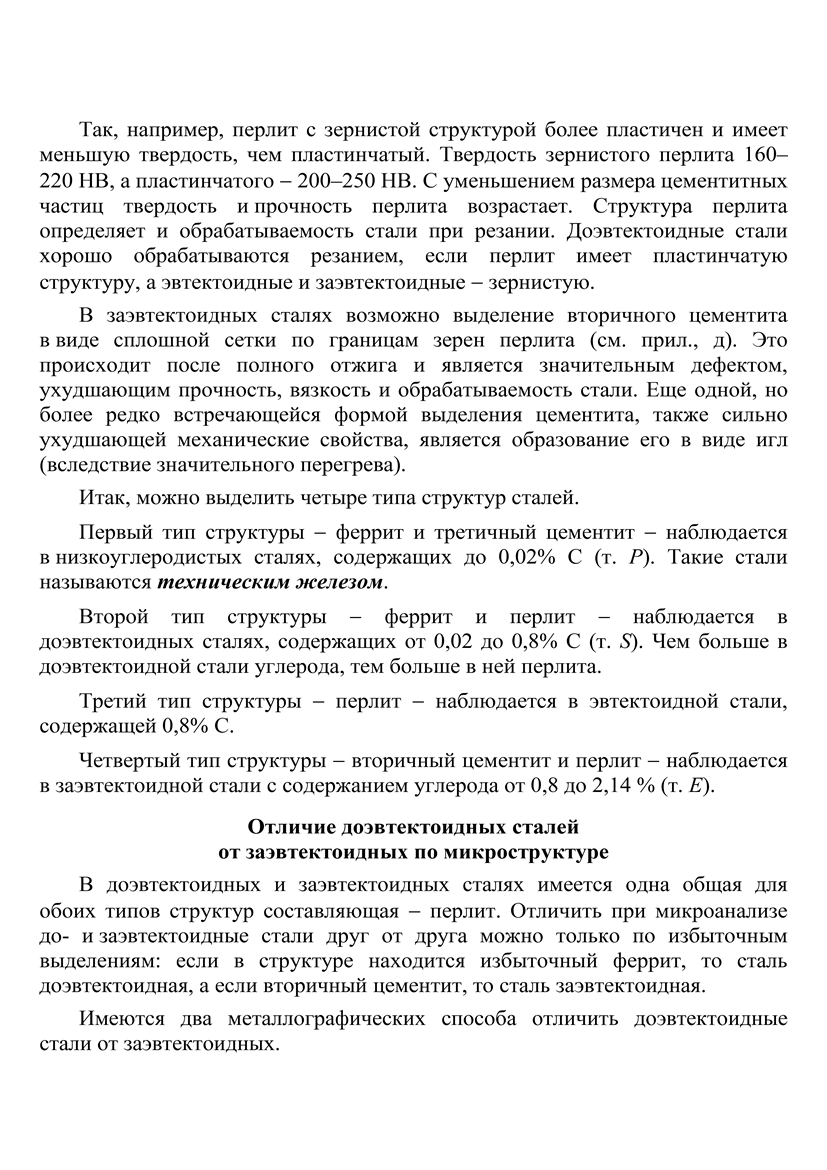 Так, например, перлит с зернистой структурой более пластичен и имеет
меньшую твердость, чем пластинчатый. Твердость зернистого перлита 160–
220 НВ, а пластинчатого – 200–250 НВ. С уменьшением размера цементитных
частиц твердость и прочность перлита возрастает. Структура перлита
определяет и обрабатываемость стали при резании. Доэвтектоидные стали
хорошо обрабатываются резанием, если перлит имеет пластинчатую
структуру, а эвтектоидные и заэвтектоидные – зернистую.
В заэвтектоидных сталях возможно выделение вторичного цементита
в виде сплошной сетки по границам зерен перлита (см. прил., д). Это
происходит после полного отжига и является значительным дефектом,
ухудшающим прочность, вязкость и обрабатываемость стали. Еще одной, но
более редко встречающейся формой выделения цементита, также сильно
ухудшающей механические свойства, является образование его в виде игл
(вследствие значительного перегрева).
Итак, можно выделить четыре типа структур сталей.
Первый тип структуры – феррит и третичный цементит – наблюдается
в низкоуглеродистых сталях, содержащих до 0,02% С (т. P). Такие стали
называются техническим железом.
Второй тип структуры – феррит и перлит – наблюдается в
доэвтектоидных сталях, содержащих от 0,02 до 0,8% С (т. S). Чем больше в
доэвтектоидной стали углерода, тем больше в ней перлита.
Третий тип структуры – перлит – наблюдается в эвтектоидной стали,
содержащей 0,8% С.
Четвертый тип структуры – вторичный цементит и перлит – наблюдается
в заэвтектоидной стали с содержанием углерода от 0,8 до 2,14 % (т. E).
Отличие доэвтектоидных сталей
от заэвтектоидных по микроструктуре
В доэвтектоидных и заэвтектоидных сталях имеется одна общая для
обоих типов структур составляющая – перлит. Отличить при микроанализе
до- и заэвтектоидные стали друг от друга можно только по избыточным
выделениям: если в структуре находится избыточный феррит, то сталь
доэвтектоидная, а если вторичный цементит, то сталь заэвтектоидная.
Имеются два металлографических способа отличить доэвтектоидные
стали от заэвтектоидных.